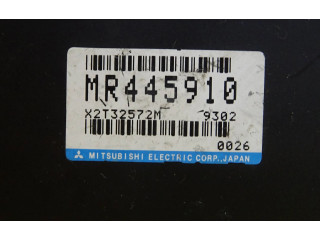 MR445910
X2T32572M 9302
0026
MITSUBISHI ELECTRIC CORP., JAPAN